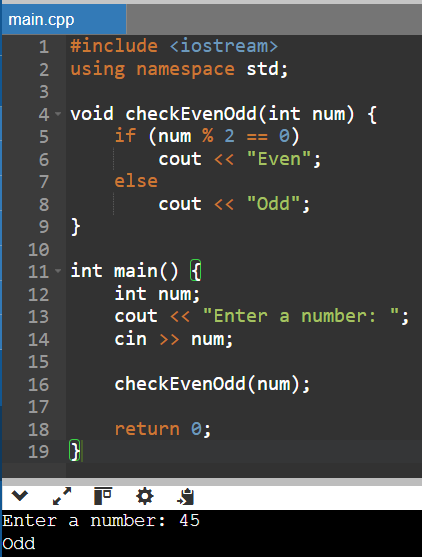 main.cpp
1 #include <iostream>
2 using namespace std;
3
4 void checkEvenOdd(int num) {
5     if (num % 2 == 0)
6         cout << "Even";
7     else
8         cout << "Odd";
9 }
10
11 int main() {
12     int num;
13     cout << "Enter a number: ";
14     cin >> num;
15
16     checkEvenOdd(num);
17
18     return 0;
19 }
Enter a number: 45
Odd